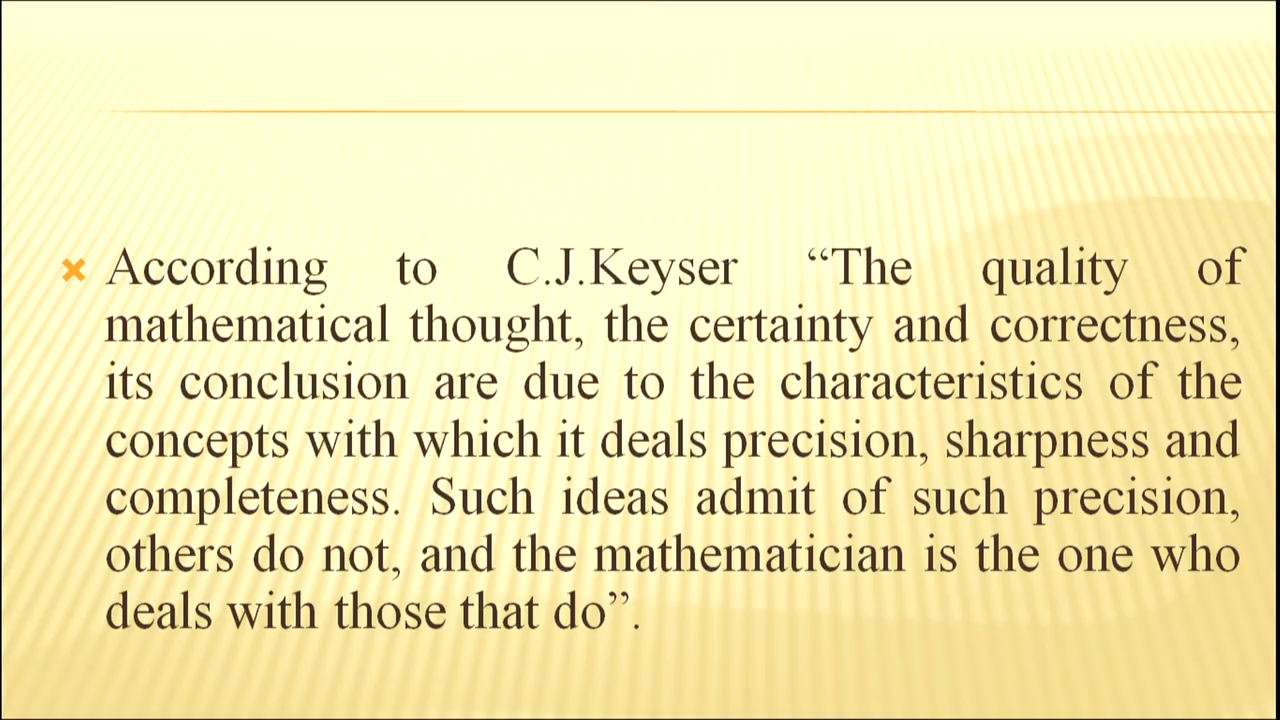 According to C.J.Keyser “The quality of
mathematical thought, the certainty and correctness,
its conclusion are due to the characteristics of the
concepts with which it deals precision, sharpness and
completeness. Such ideas admit of such precision,
others do not, and the mathematician is the one who
deals with those that do”.